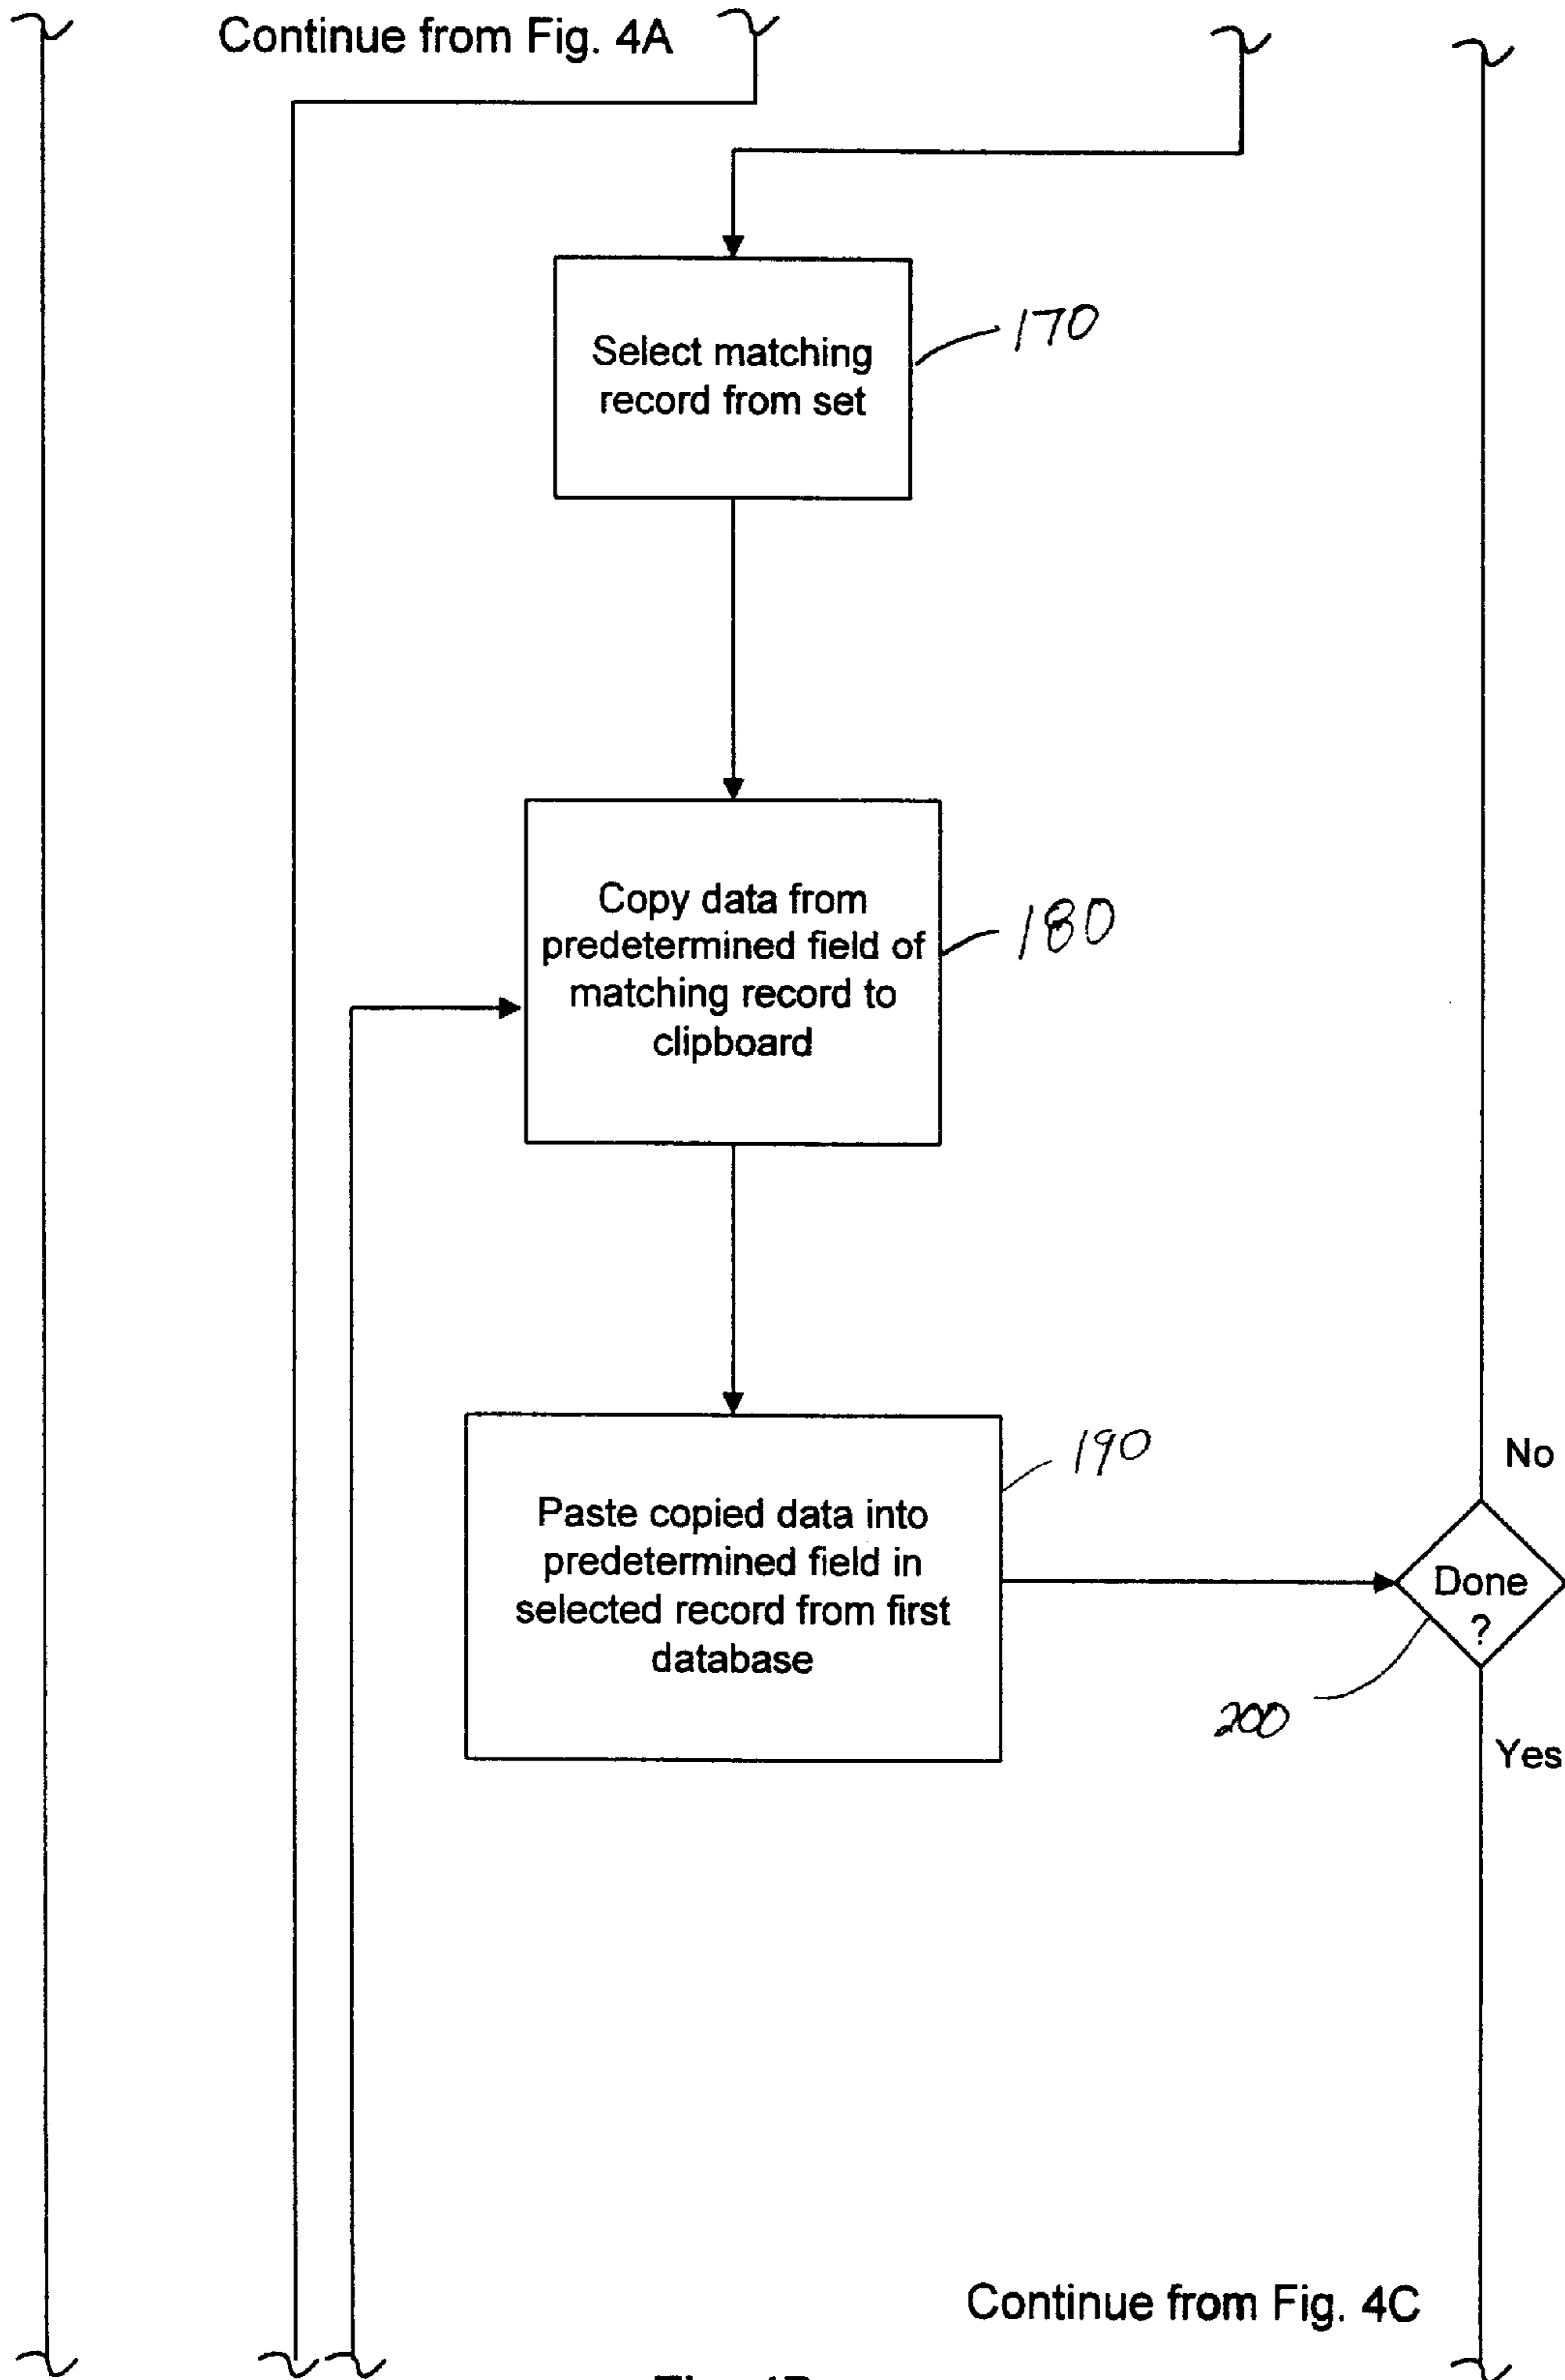 Continue from Fig. 4A
Select matching
record from set
170
Copy data from
predetermined field of
matching record to
clipboard
180
Paste copied data into
predetermined field in
selected record from first
database
190
No
Done
?
200
Yes
Continue from Fig. 4C